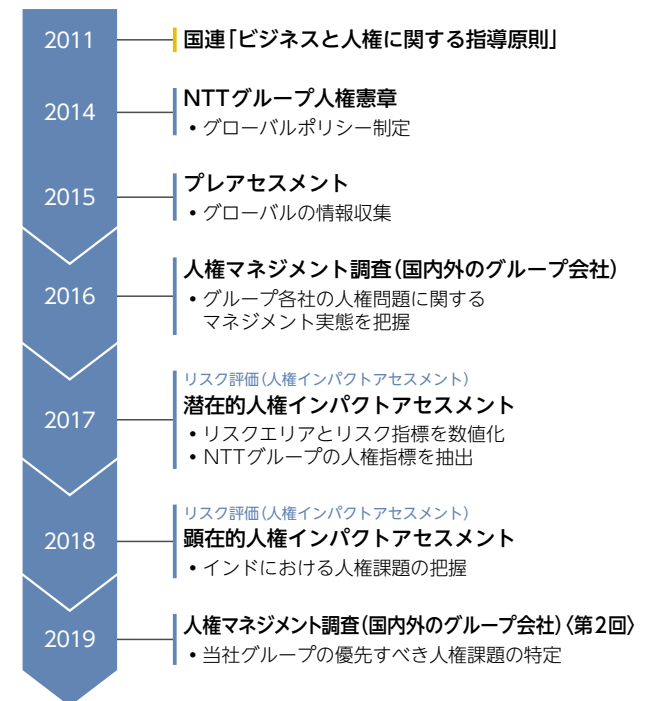 2011
国連「ビジネスと人権に関する指導原則」
2014
NTTグループ人権憲章
•グローバルポリシー制定
2015
プレアセスメント
•グローバルの情報収集
2016
人権マネジメント調査(国内外のグループ会社)
•グループ各社の人権問題に関する
マネジメント実態を把握
2017
リスク評価(人権インパクトアセスメント)
潜在的人権インパクトアセスメント
•リスクエリアとリスク指標を数値化
•NTTグループの人権指標を抽出
2018
リスク評価(人権インパクトアセスメント)
顕在的人権インパクトアセスメント
•インドにおける人権課題の把握
2019
人権マネジメント調査(国内外のグループ会社)〈第2回〉
•当社グループの優先すべき人権課題の特定